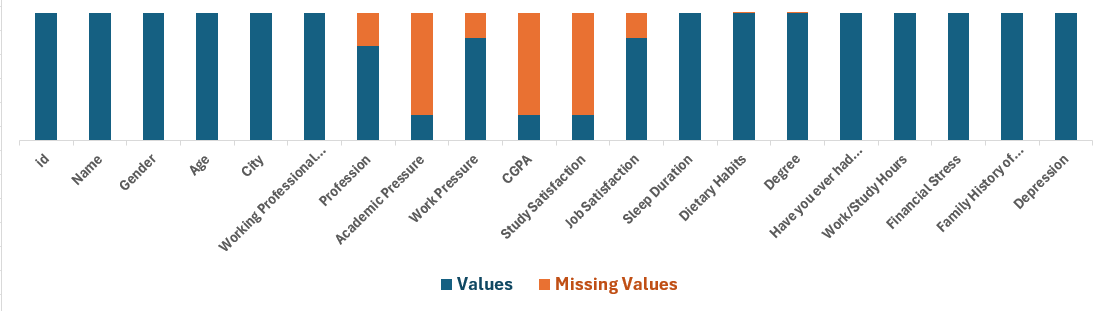 id
Name
Gender
Age
City
Working Professional...
Profession
Academic Pressure
Work Pressure
CGPA
Study Satisfaction
Job Satisfaction
Sleep Duration
Dietary Habits
Degree
Have you ever had...
Work/Study Hours
Financial Stress
Family History of...
Depression
Values
Missing Values